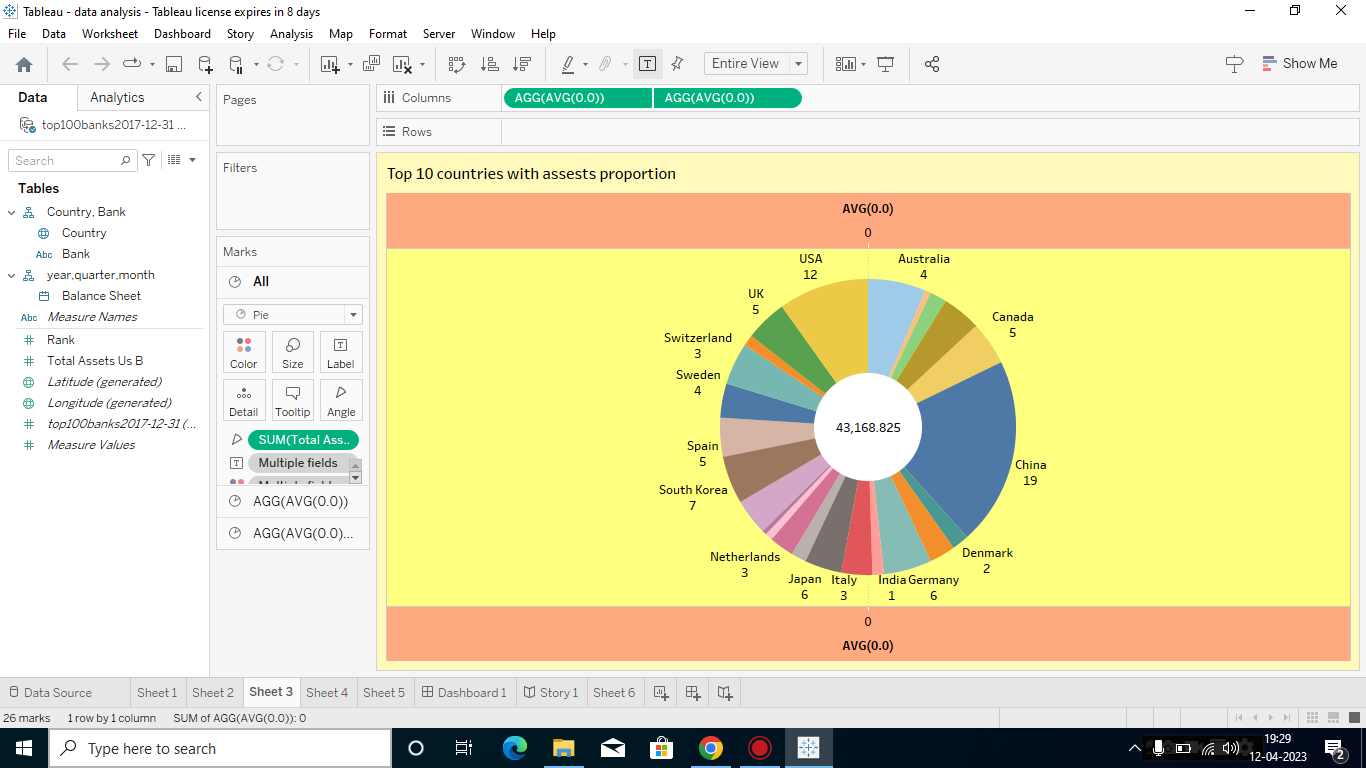 Tableau - data analysis - Tableau license expires in 8 days
File Data Worksheet Dashboard Story Analysis Map Format Server Window Help
Entire View
Show Me
Data Analytics
top100banks2017-12-31 ...
Search
Tables
Country, Bank
Country
Abc Bank
year,quarter,month
Balance Sheet
Abc Measure Names
Rank
Total Assets Us B
Latitude (generated)
Longitude (generated)
top100banks2017-12-31 (...
Measure Values
Pages
Filters
Marks
All
Pie
Color Size Label
Detail Tooltip Angle
SUM(Total Ass..
Multiple fields
AGG(AVG(0.0))
AGG(AVG(0.0)...
Columns AGG(AVG(0.0)) AGG(AVG(0.0))
Rows
Top 10 countries with assests proportion
AVG(0.0)
0
USA
12
Australia
4
UK
5
Canada
5
Switzerland
3
Sweden
4
43,168.825
Spain
5
China
19
South Korea
7
Netherlands
3
Denmark
2
Japan
6
Italy
3
India
1
Germany
6
0
AVG(0.0)
Data Source Sheet 1 Sheet 2 Sheet 3 Sheet 4 Sheet 5 Dashboard 1 Story 1 Sheet 6
26 marks 1 row by 1 column SUM of AGG(AVG(0.0)): 0
Type here to search
19:29
12-04-2023
2